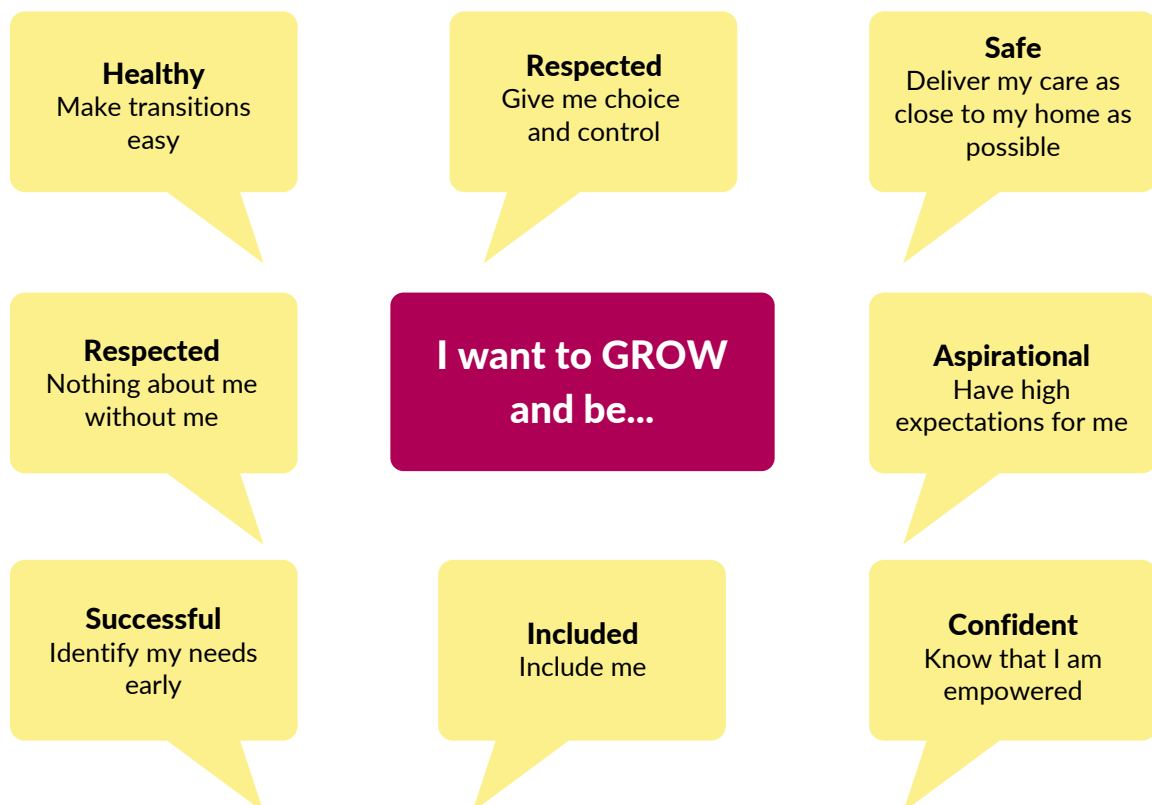 Healthy
Make transitions
easy
Respected
Give me choice
and control
Safe
Deliver my care as
close to my home as
possible
Respected
Nothing about me
without me
I want to GROW
and be...
Aspirational
Have high
expectations for me
Successful
Identify my needs
early
Included
Include me
Confident
Know that I am
empowered